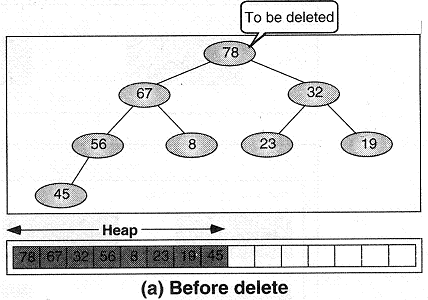 To be deleted
78
67 32
56 8 23 19
45
Heap
78 67 32 56 8 23 19 45
(a) Before delete